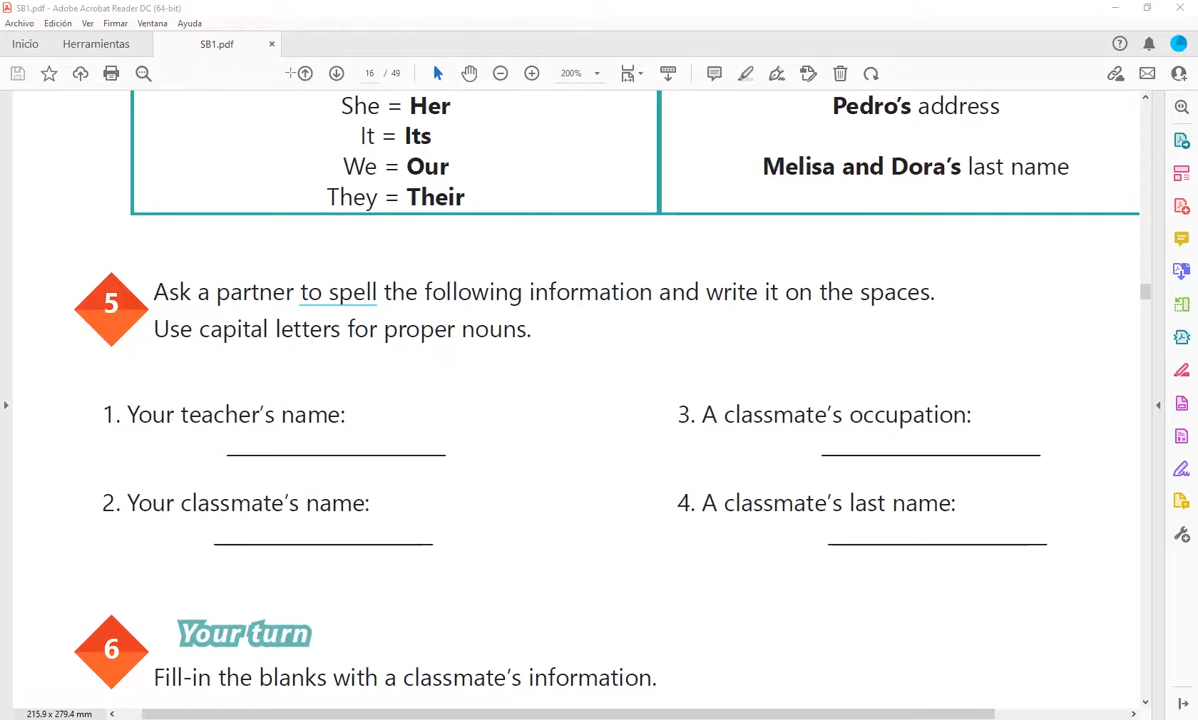 SB1.pdf - Adobe Acrobat Reader DC (64-bit)
Archivo Edición Ver Firmar Ventana Ayuda
Inicio Herramientas SB1.pdf ×
16 / 49 200%
She = Her
It = Its
We = Our
They = Their
Pedro's address
Melisa and Dora's last name
5
Ask a partner to spell the following information and write it on the spaces.
Use capital letters for proper nouns.
1. Your teacher's name:
3. A classmate's occupation:
2. Your classmate's name:
4. A classmate's last name:
6
Your turn
Fill-in the blanks with a classmate's information.
215.9 x 279.4 mm